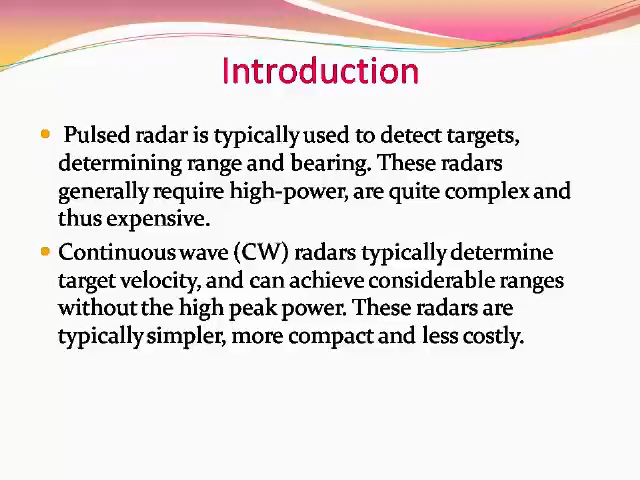 Introduction
• Pulsed radar is typically used to detect targets,
determining range and bearing. These radars
generally require high-power, are quite complex and
thus expensive.
• Continuous wave (CW) radars typically determine
target velocity, and can achieve considerable ranges
without the high peak power. These radars are
typically simpler, more compact and less costly.